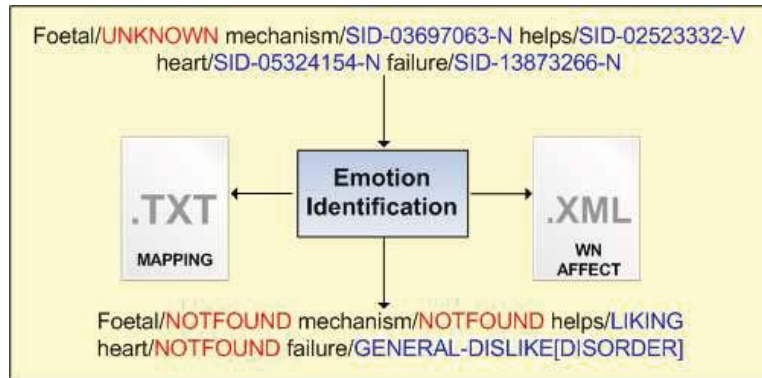 Foetal/UNKNOWN mechanism/SID-03697063-N helps/SID-02523332-V
heart/SID-05324154-N failure/SID-13873266-N
Emotion
Identification
.TXT
MAPPING
.XML
WN
AFFECT
Foetal/NOTFOUND mechanism/NOTFOUND helps/LIKING
heart/NOTFOUND failure/GENERAL-DISLIKE[DISORDER]